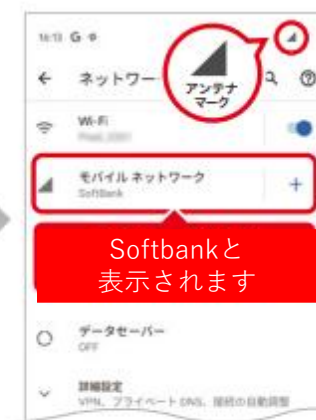 16:13 G
ネットワー
アンテナ
マーク
Wi-Fi
モバイル ネットワーク
SoftBank
Softbankと
表示されます
データセーバー
OFF
詳細設定
VPN、プライベート DNS、接続の自動調整